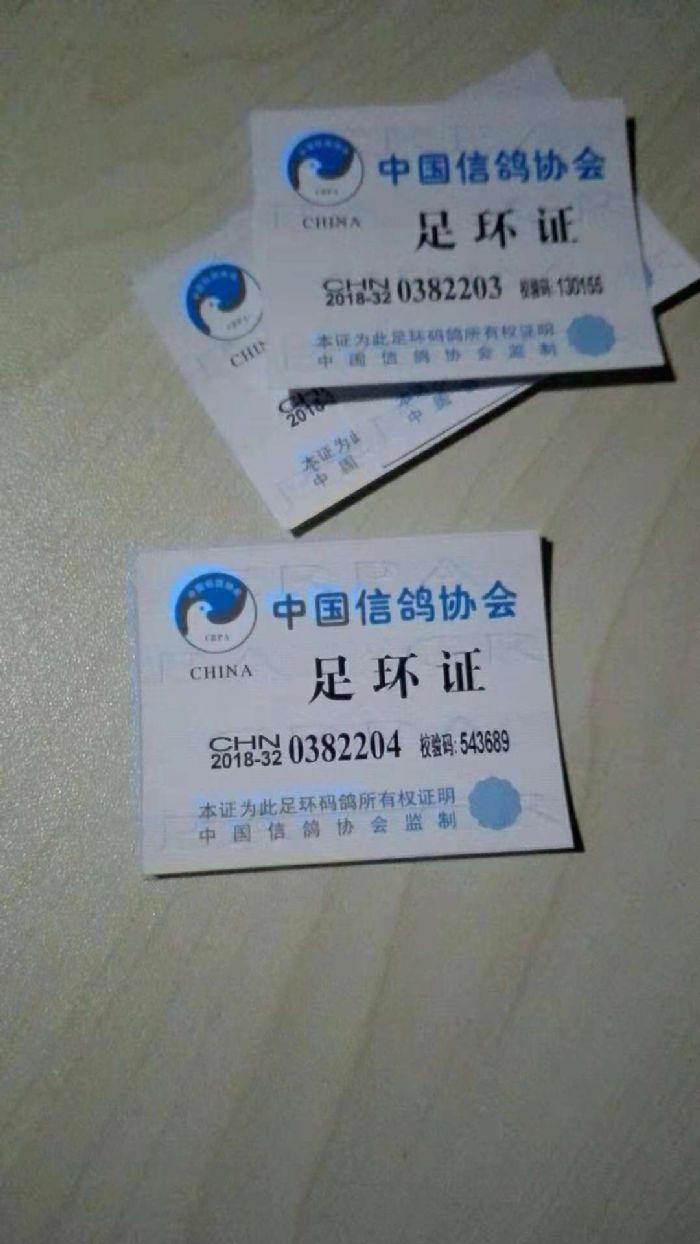 中国信鸽协会
CRPA
CHINA
足环证
CHN
2018-32 0382203 校验码:130155
本证为此足环码鸽所有权证明
中国信鸽协会监制
CHIN
2018-
本证为
中国
中国信鸽协会
CRPA
CHINA
足环证
CHN
2018-32 0382204 校验码:543689
本证为此足环码鸽所有权证明
中国信鸽协会监制